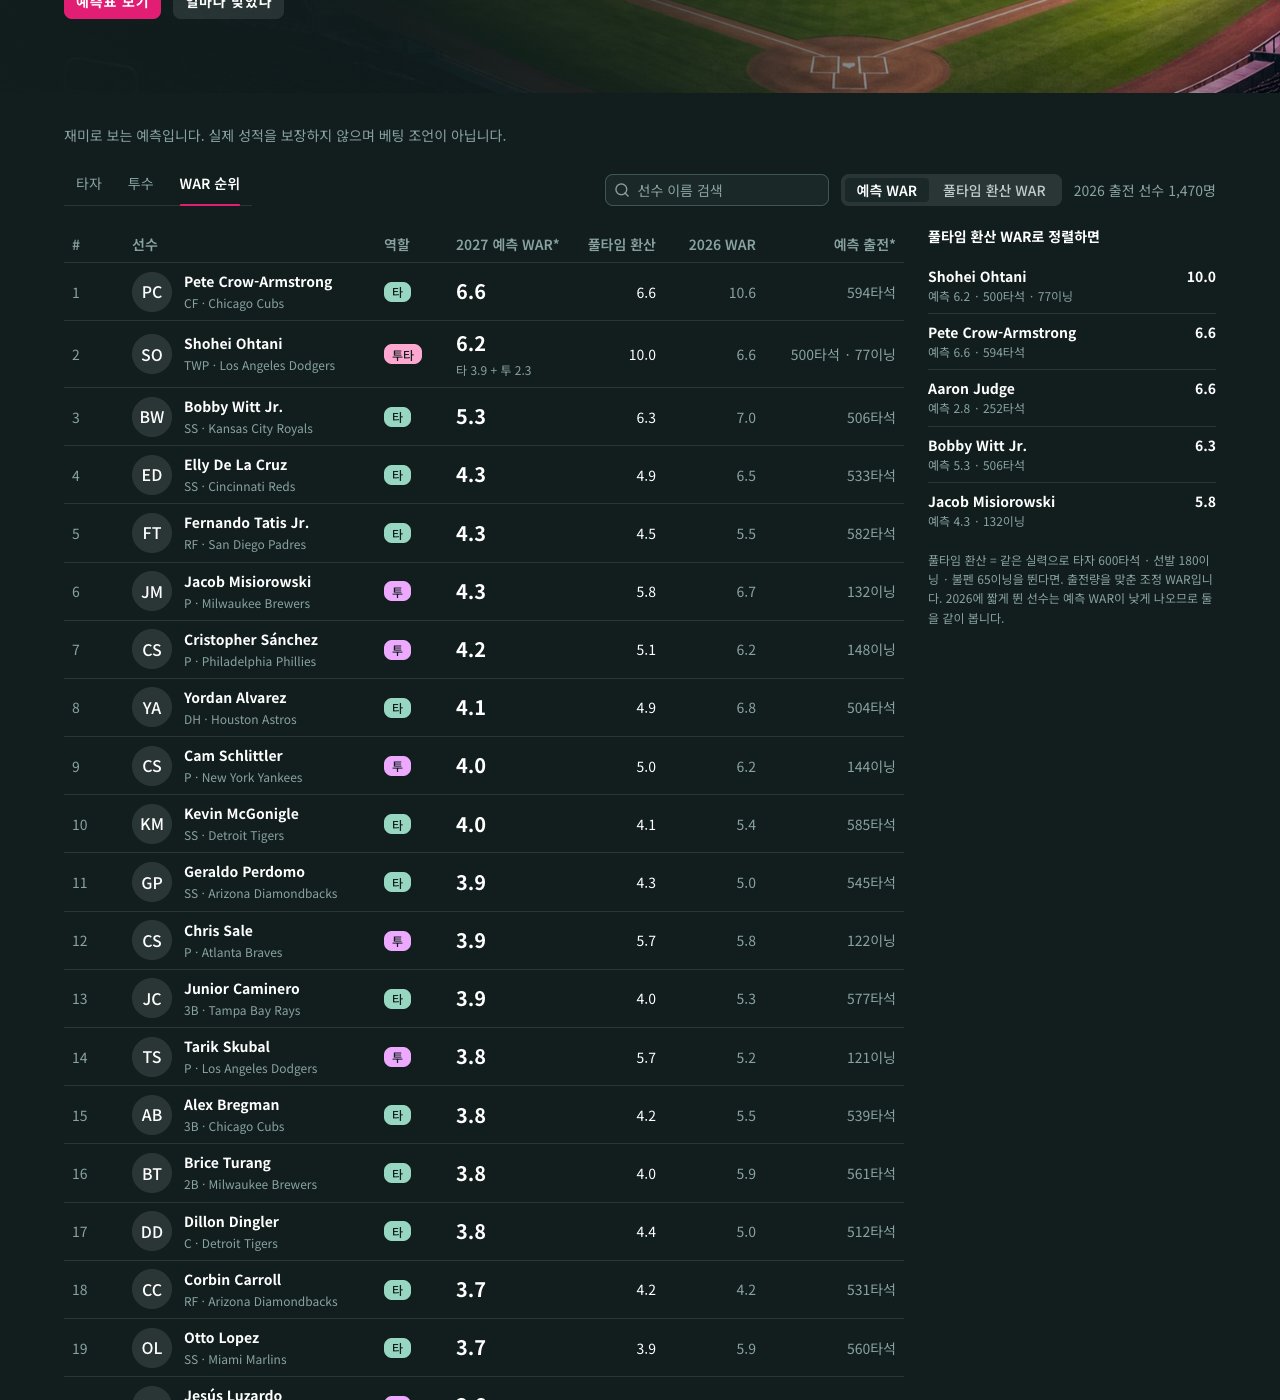 예측표 보기 얼마나 맞았나
재미로 보는 예측입니다. 실제 성적을 보장하지 않으며 베팅 조언이 아닙니다.
타자 투수 WAR 순위 선수 이름 검색 예측 WAR 풀타임 환산 WAR 2026 출전 선수 1,470명
# 선수 역할 2027 예측 WAR* 풀타임 환산 2026 WAR 예측 출전*
1 PC Pete Crow-Armstrong 타 6.6 6.6 10.6 594타석
CF · Chicago Cubs
2 SO Shohei Ohtani 투타 6.2 10.0 6.6 500타석 · 77이닝
TWP · Los Angeles Dodgers 타 3.9 + 투 2.3
3 BW Bobby Witt Jr. 타 5.3 6.3 7.0 506타석
SS · Kansas City Royals
4 ED Elly De La Cruz 타 4.3 4.9 6.5 533타석
SS · Cincinnati Reds
5 FT Fernando Tatis Jr. 타 4.3 4.5 5.5 582타석
RF · San Diego Padres
6 JM Jacob Misiorowski 투 4.3 5.8 6.7 132이닝
P · Milwaukee Brewers
7 CS Cristopher Sánchez 투 4.2 5.1 6.2 148이닝
P · Philadelphia Phillies
8 YA Yordan Alvarez 타 4.1 4.9 6.8 504타석
DH · Houston Astros
9 CS Cam Schlittler 투 4.0 5.0 6.2 144이닝
P · New York Yankees
10 KM Kevin McGonigle 타 4.0 4.1 5.4 585타석
SS · Detroit Tigers
11 GP Geraldo Perdomo 타 3.9 4.3 5.0 545타석
SS · Arizona Diamondbacks
12 CS Chris Sale 투 3.9 5.7 5.8 122이닝
P · Atlanta Braves
13 JC Junior Caminero 타 3.9 4.0 5.3 577타석
3B · Tampa Bay Rays
14 TS Tarik Skubal 투 3.8 5.7 5.2 121이닝
P · Los Angeles Dodgers
15 AB Alex Bregman 타 3.8 4.2 5.5 539타석
3B · Chicago Cubs
16 BT Brice Turang 타 3.8 4.0 5.9 561타석
2B · Milwaukee Brewers
17 DD Dillon Dingler 타 3.8 4.4 5.0 512타석
C · Detroit Tigers
18 CC Corbin Carroll 타 3.7 4.2 4.2 531타석
RF · Arizona Diamondbacks
19 OL Otto Lopez 타 3.7 3.9 5.9 560타석
SS · Miami Marlins
Jesús Luzardo
풀타임 환산 WAR로 정렬하면
Shohei Ohtani 10.0
예측 6.2 · 500타석 · 77이닝
Pete Crow-Armstrong 6.6
예측 6.6 · 594타석
Aaron Judge 6.6
예측 2.8 · 252타석
Bobby Witt Jr. 6.3
예측 5.3 · 506타석
Jacob Misiorowski 5.8
예측 4.3 · 132이닝
풀타임 환산 = 같은 실력으로 타자 600타석 · 선발 180이
닝 · 불펜 65이닝을 뛴다면. 출전량을 맞춘 조정 WAR입니
다. 2026에 짧게 뛴 선수는 예측 WAR이 낮게 나오므로 둘
을 같이 봅니다.